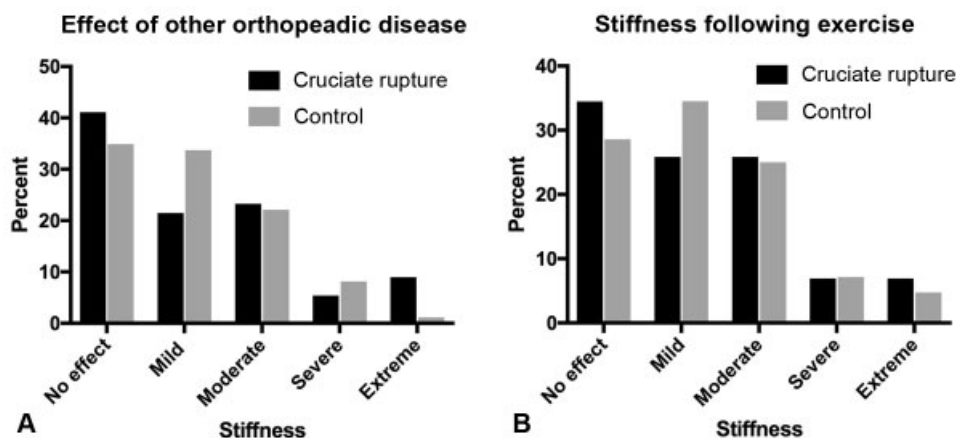 Effect of other orthopeadic disease
50
40
30
20
10
0
Percent
Cruciate rupture
Control
No effect
Mild
Moderate
Severe
Extreme
Stiffness
A
Stiffness following exercise
40
30
20
10
0
Percent
Cruciate rupture
Control
No effect
Mild
Moderate
Severe
Extreme
Stiffness
B